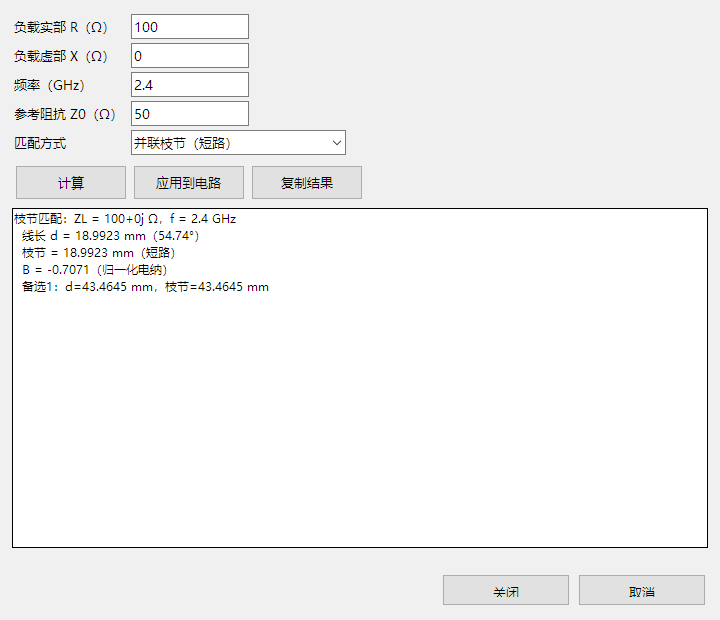 负载实部 R（Ω） 100
负载虚部 X（Ω） 0
频率（GHz） 2.4
参考阻抗 Z0（Ω） 50
匹配方式 并联枝节（短路）
计算 应用到电路 复制结果
枝节匹配：ZL = 100+0j Ω，f = 2.4 GHz
线长 d = 18.9923 mm（54.74°）
枝节 = 18.9923 mm（短路）
B = -0.7071（归一化电纳）
备选1：d=43.4645 mm，枝节=43.4645 mm
关闭 取消